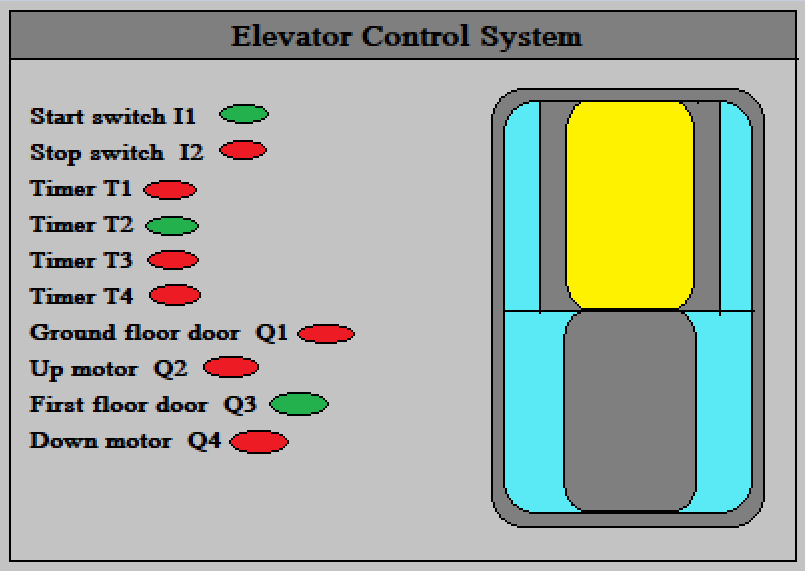 Elevator Control System
Start switch I1
Stop switch I2
Timer T1
Timer T2
Timer T3
Timer T4
Ground floor door Q1
Up motor Q2
First floor door Q3
Down motor Q4